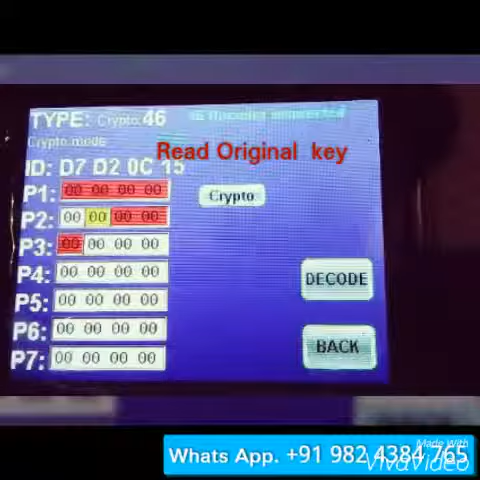 TYPE: Crypto 46
46 Uncoder connected
Crypto mode
Read Original key
ID: D7 D2 0C 15
P1: 00 00 00 00
Crypto
P2: 00 00 00 00
P3: 00 00 00 00
P4: 00 00 00 00
DECODE
P5: 00 00 00 00
P6: 00 00 00 00
BACK
P7: 00 00 00 00
Made With
VivaVideo
Whats App. +91 982 4384 765